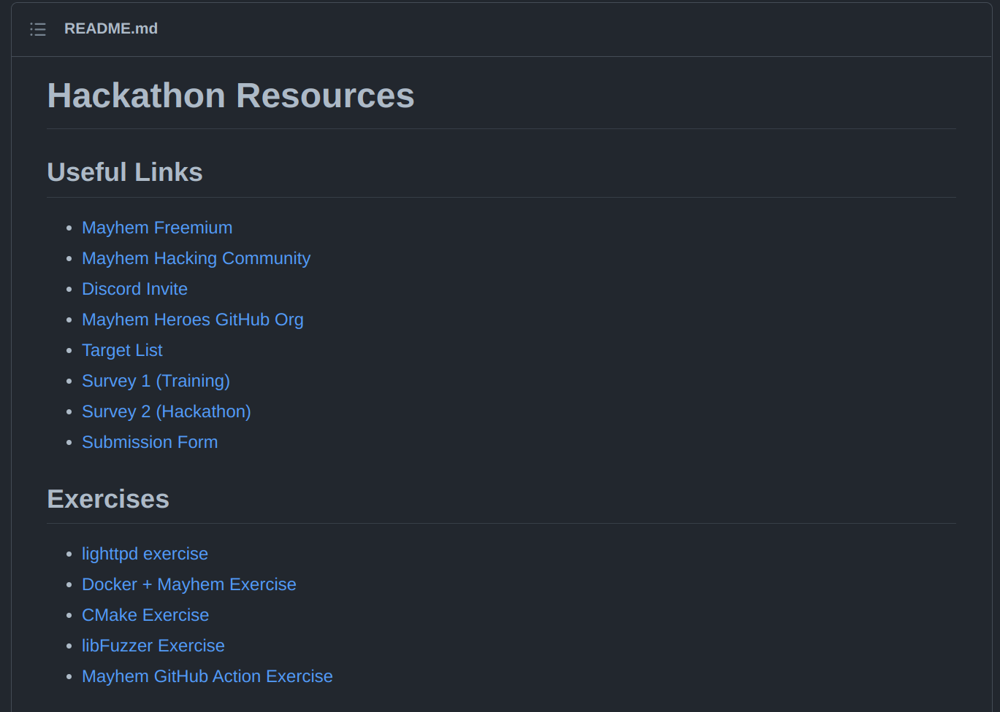 README.md
Hackathon Resources
Useful Links
Mayhem Freemium
Mayhem Hacking Community
Discord Invite
Mayhem Heroes GitHub Org
Target List
Survey 1 (Training)
Survey 2 (Hackathon)
Submission Form
Exercises
lighttpd exercise
Docker + Mayhem Exercise
CMake Exercise
libFuzzer Exercise
Mayhem GitHub Action Exercise